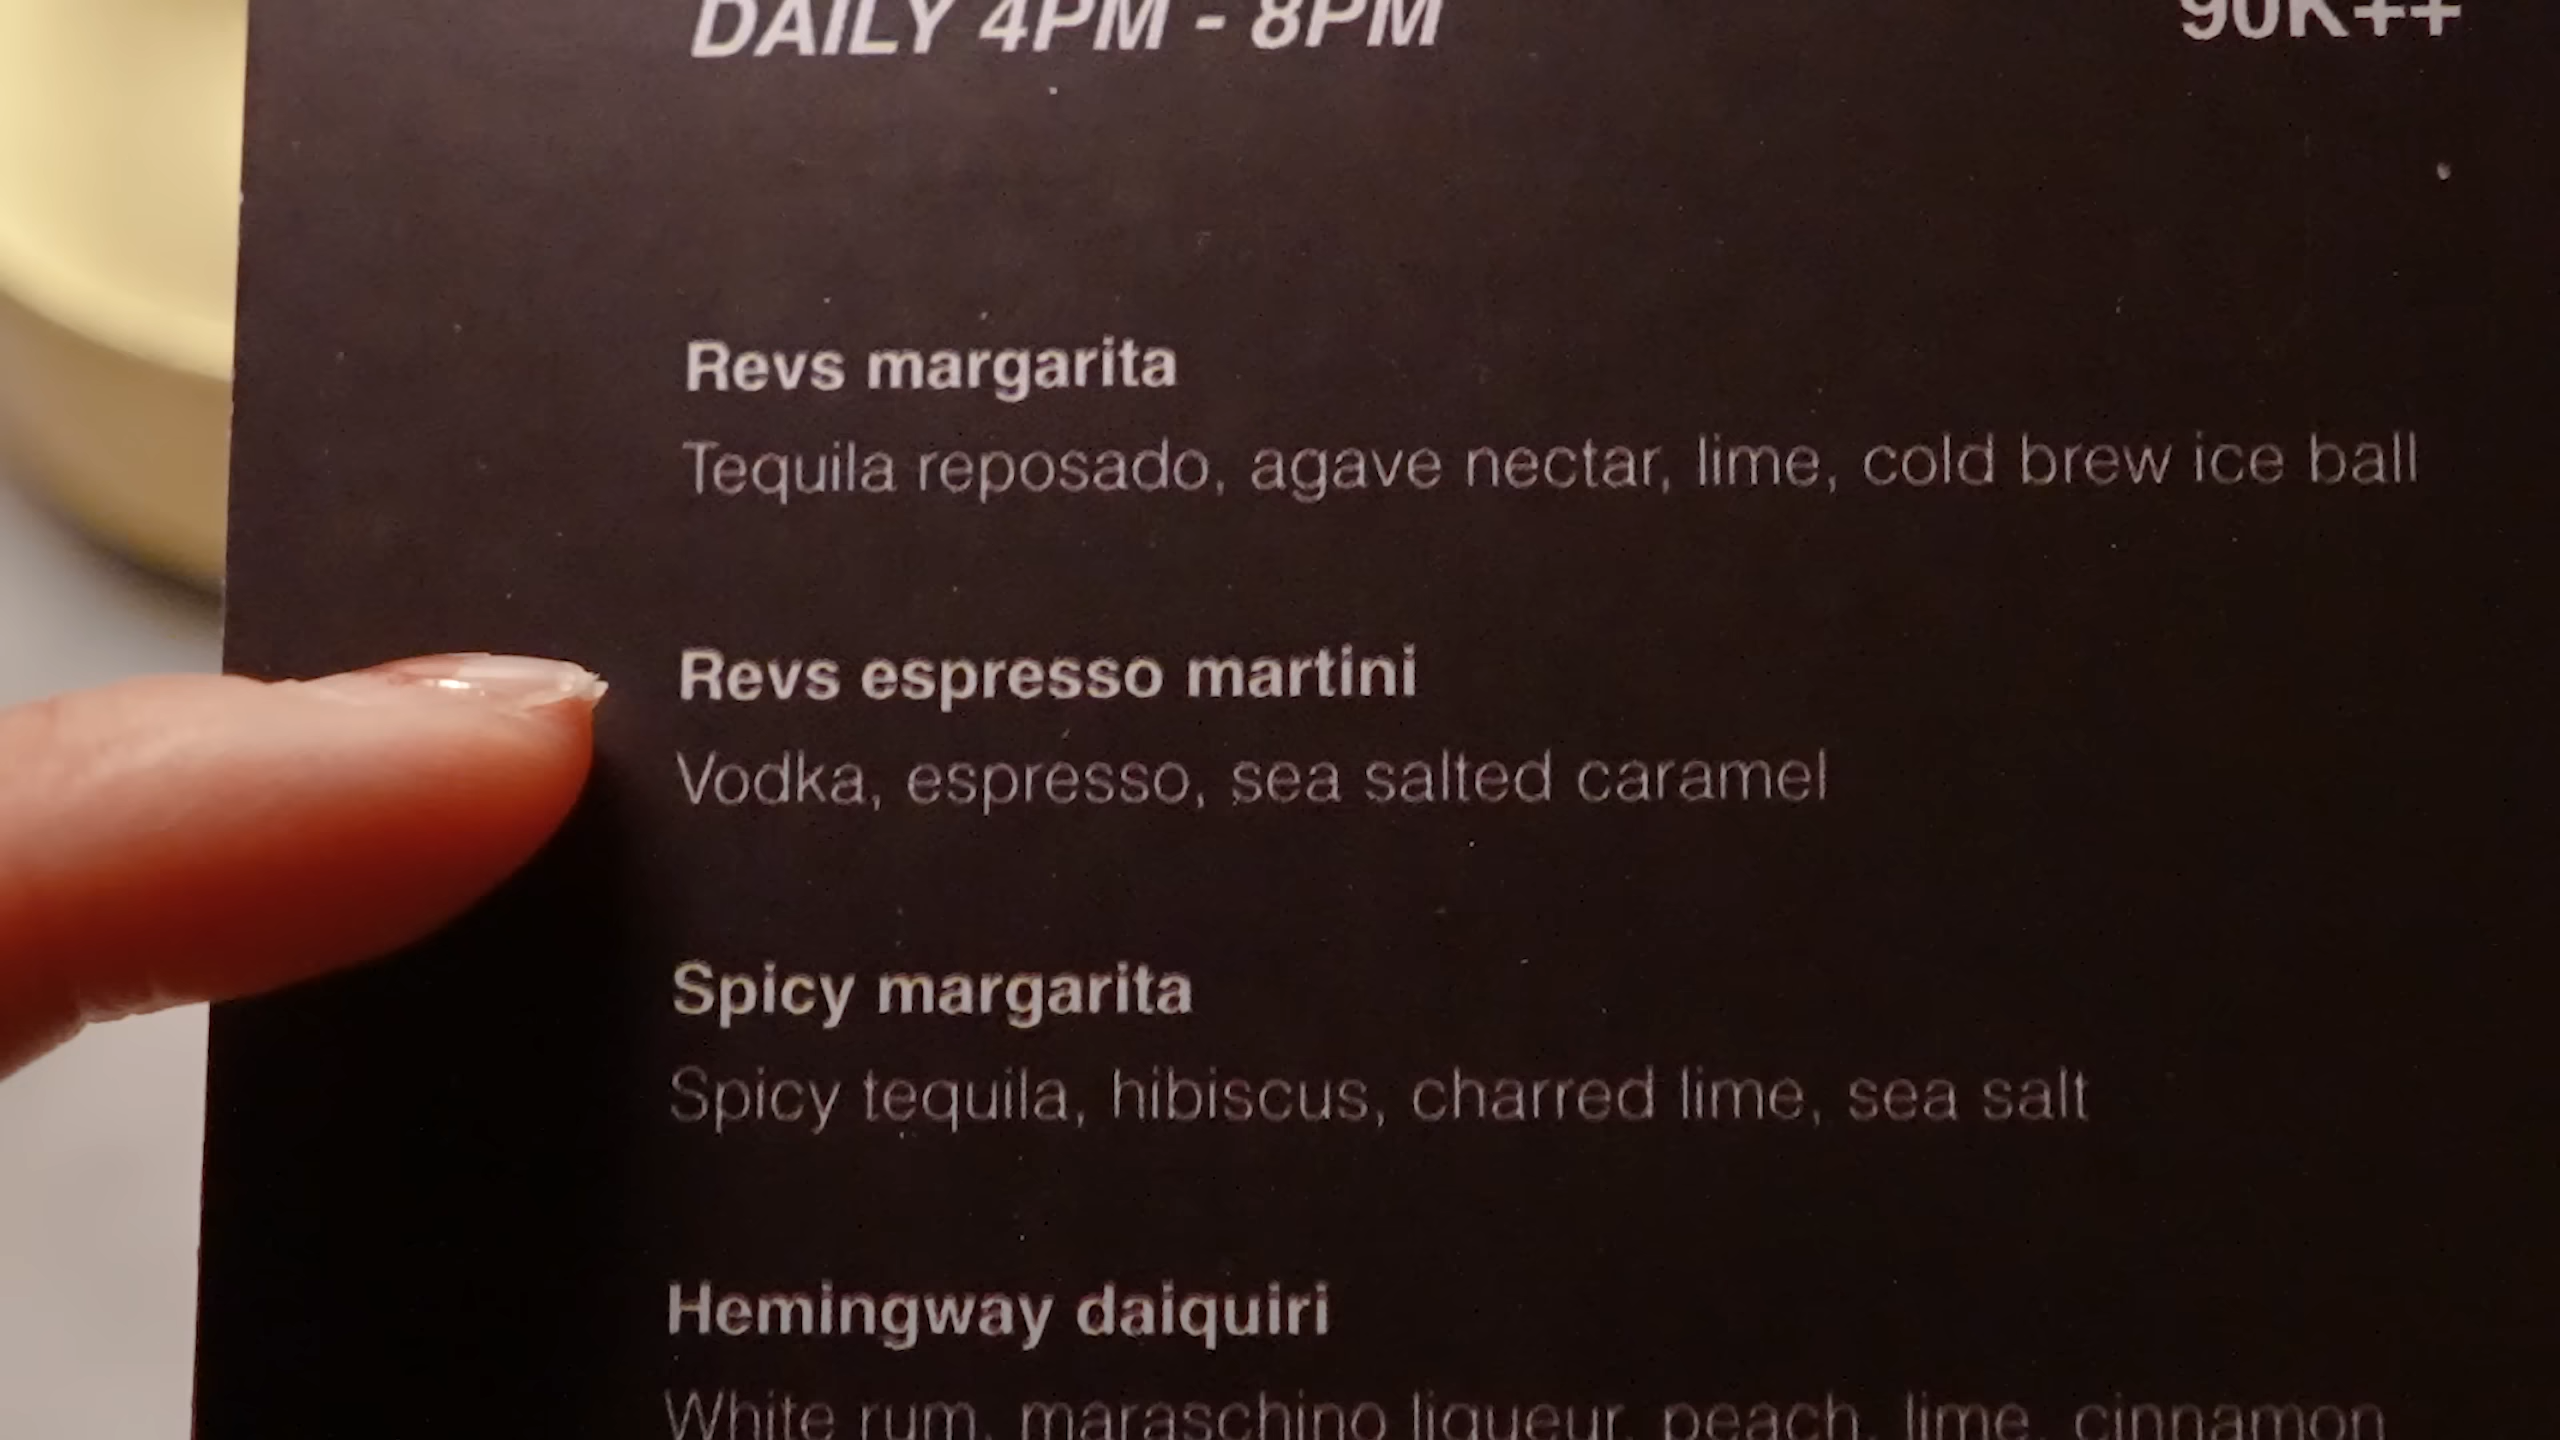 DAILY 4PM - 8PM 90K++
Revs margarita
Tequila reposado, agave nectar, lime, cold brew ice ball
Revs espresso martini
Vodka, espresso, sea salted caramel
Spicy margarita
Spicy tequila, hibiscus, charred lime, sea salt
Hemingway daiquiri
White rum, maraschino liqueur, peach, lime, cinnamon